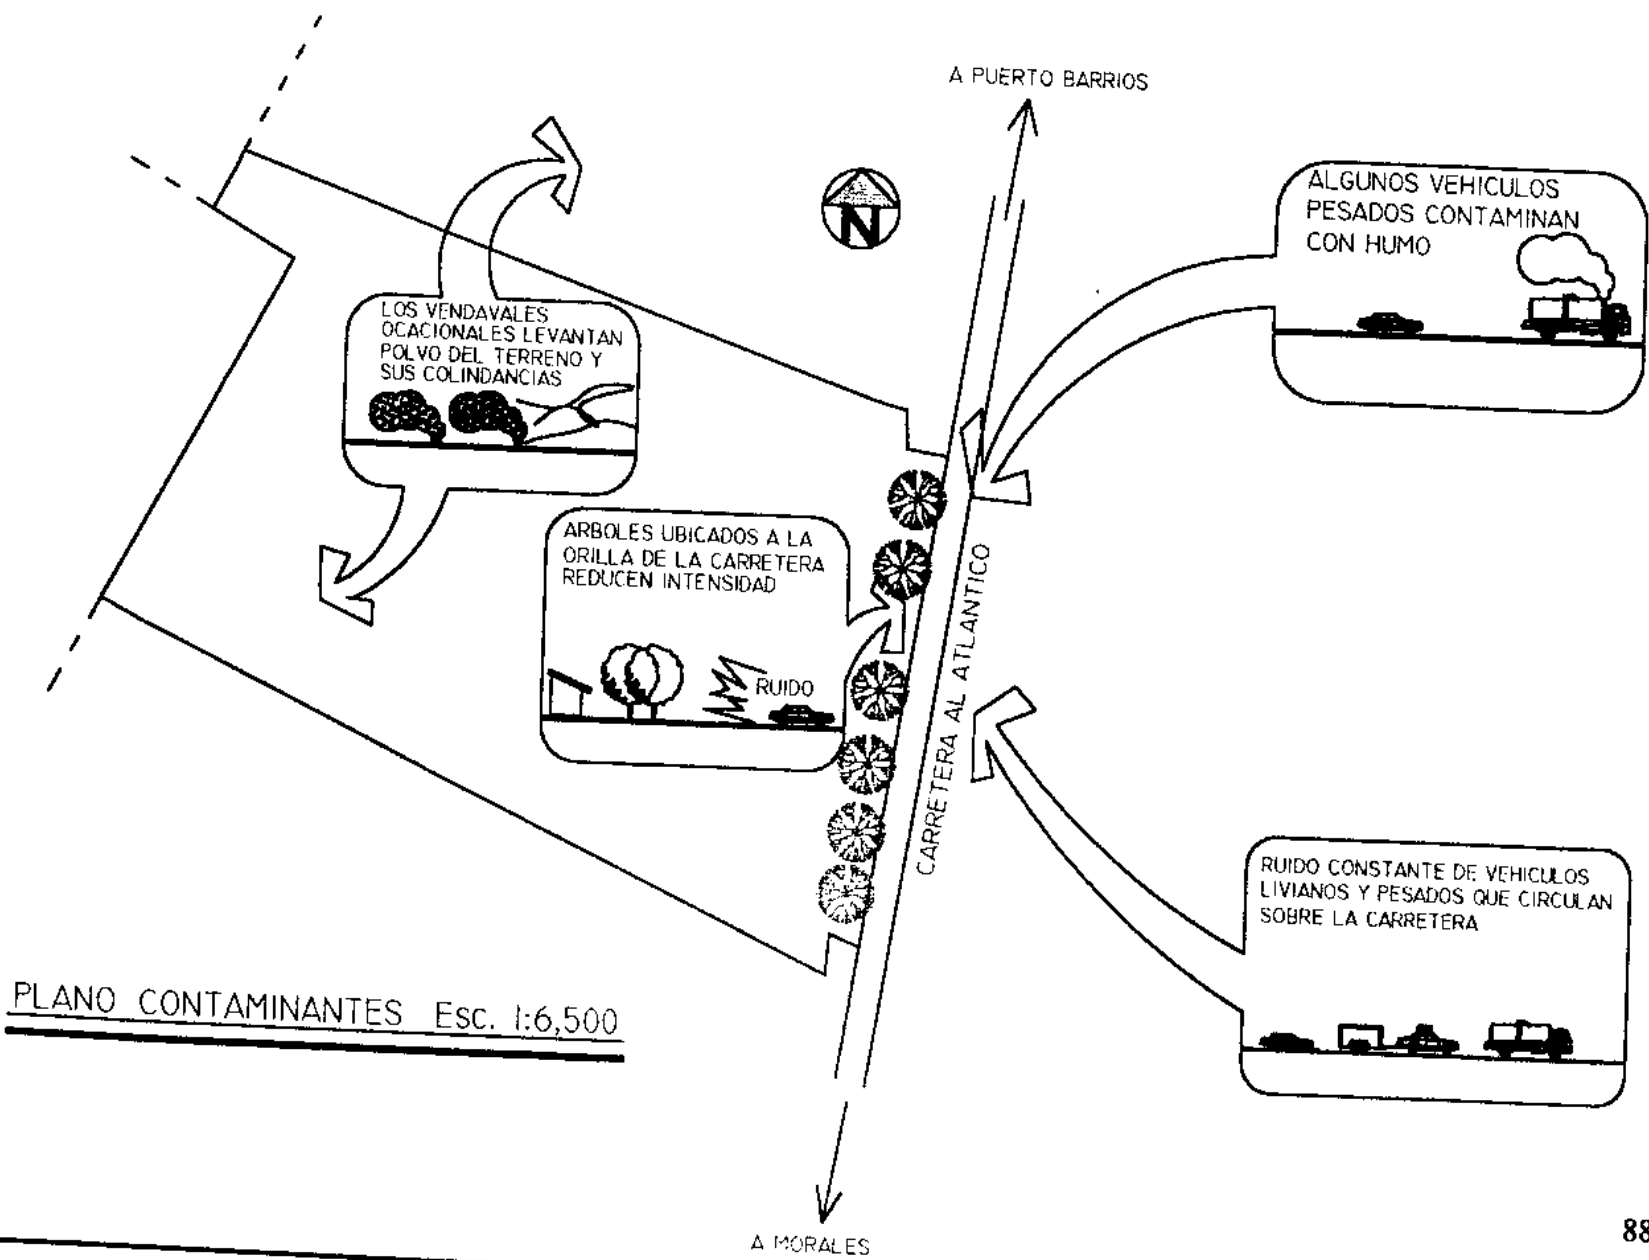 A PUERTO BARRIOS
N
ALGUNOS VEHICULOS
PESADOS CONTAMINAN
CON HUMO
LOS VENDAVALES
OCACIONALES LEVANTAN
POLVO DEL TERRENO Y
SUS COLINDANCIAS
ARBOLES UBICADOS A LA
ORILLA DE LA CARRETERA
REDUCEN INTENSIDAD
RUIDO
CARRETERA AL ATLANTICO
RUIDO CONSTANTE DE VEHICULOS
LIVIANOS Y PESADOS QUE CIRCULAN
SOBRE LA CARRETERA
PLANO CONTAMINANTES ESC. 1:6,500
A MORALES
88